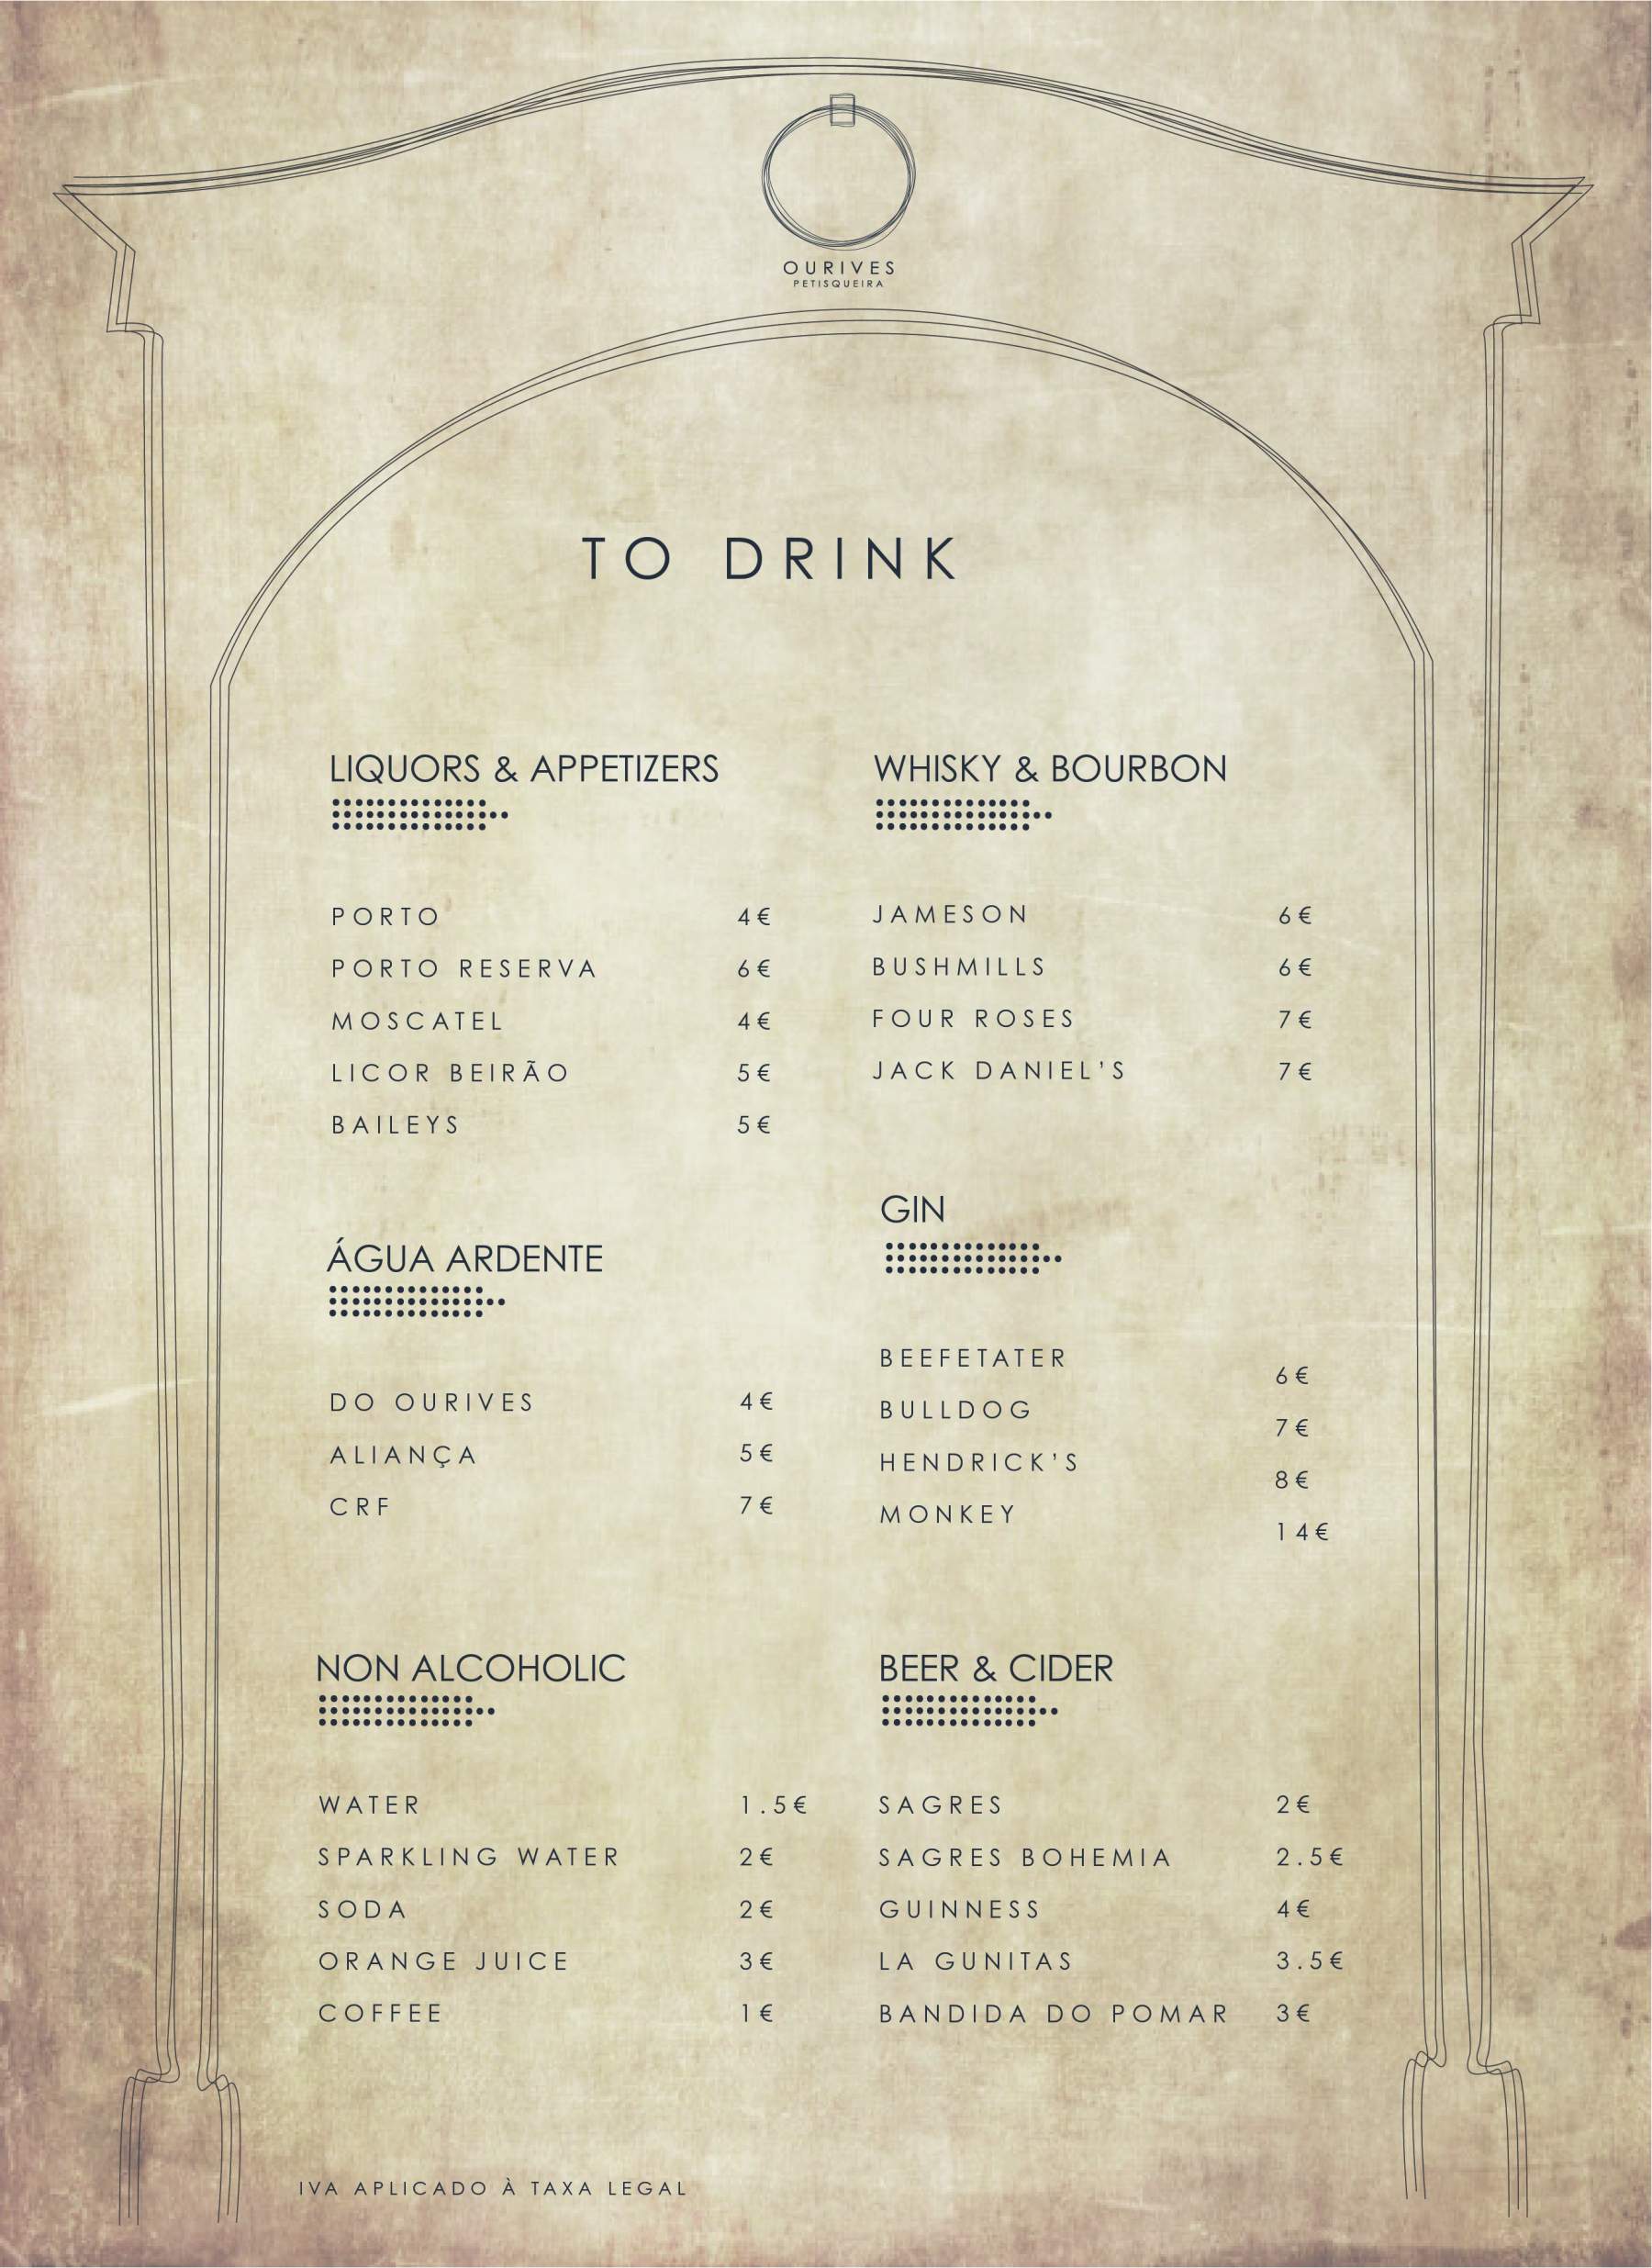 OURIVES
PETISQUEIRA
TO DRINK
LIQUORS & APPETIZERS
PORTO 4€
PORTO RESERVA 6€
MOSCATEL 4€
LICOR BEIRÃO 5€
BAILEYS 5€
WHISKY & BOURBON
JAMESON 6€
BUSHMILLS 6€
FOUR ROSES 7€
JACK DANIEL'S 7€
ÁGUA ARDENTE
DO OURIVES 4€
ALIANÇA 5€
CRF 7€
GIN
BEEFETATER 6€
BULLDOG 7€
HENDRICK'S 8€
MONKEY 14€
NON ALCOHOLIC
WATER 1.5€
SPARKLING WATER 2€
SODA 2€
ORANGE JUICE 3€
COFFEE 1€
BEER & CIDER
SAGRES 2€
SAGRES BOHEMIA 2.5€
GUINNESS 4€
LA GUNITAS 3.5€
BANDIDA DO POMAR 3€
IVA APLICADO À TAXA LEGAL